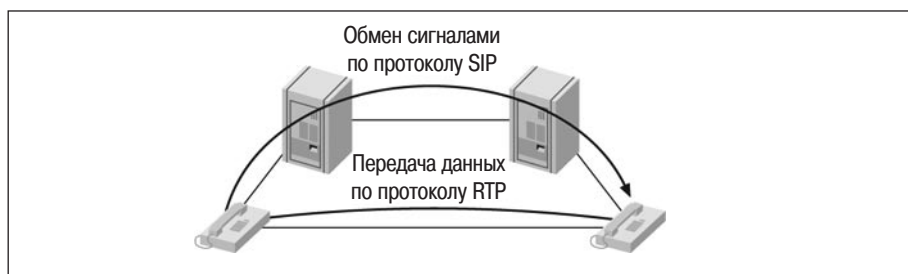 Обмен сигналами
по протоколу SIP
Передача данных
по протоколу RTP